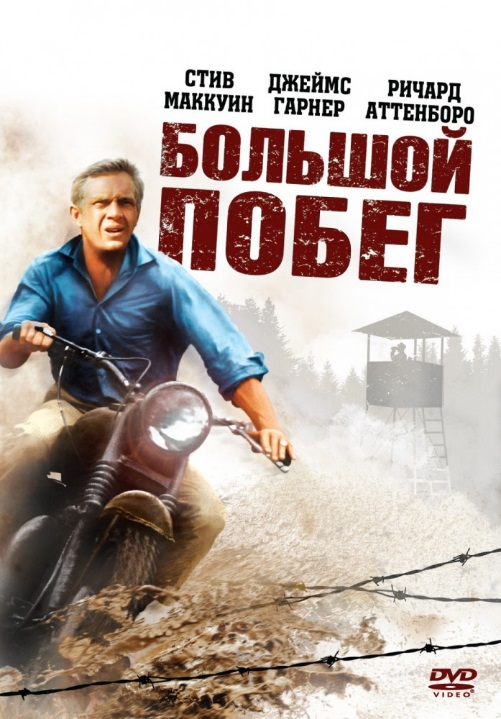 СТИВ ДЖЕЙМС РИЧАРД
МАККУИН ГАРНЕР АТТЕНБОРО
БОЛЬШОЙ
ПОБЕГ
DVD
VIDEO